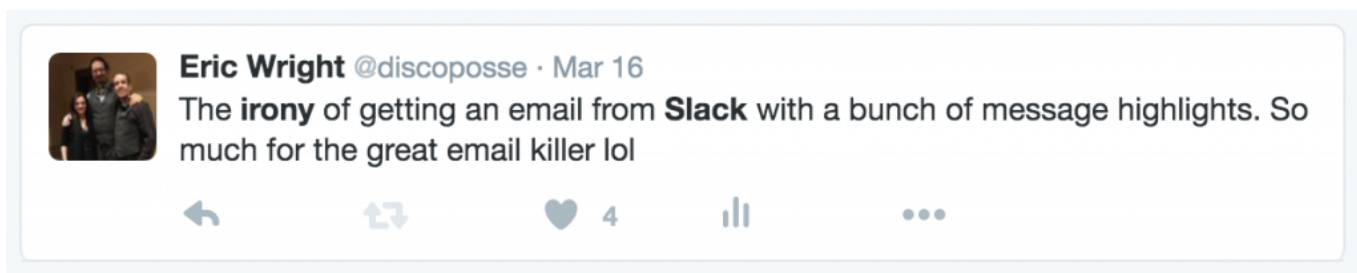 Eric Wright @discoposse · Mar 16
The irony of getting an email from Slack with a bunch of message highlights. So
much for the great email killer lol
4